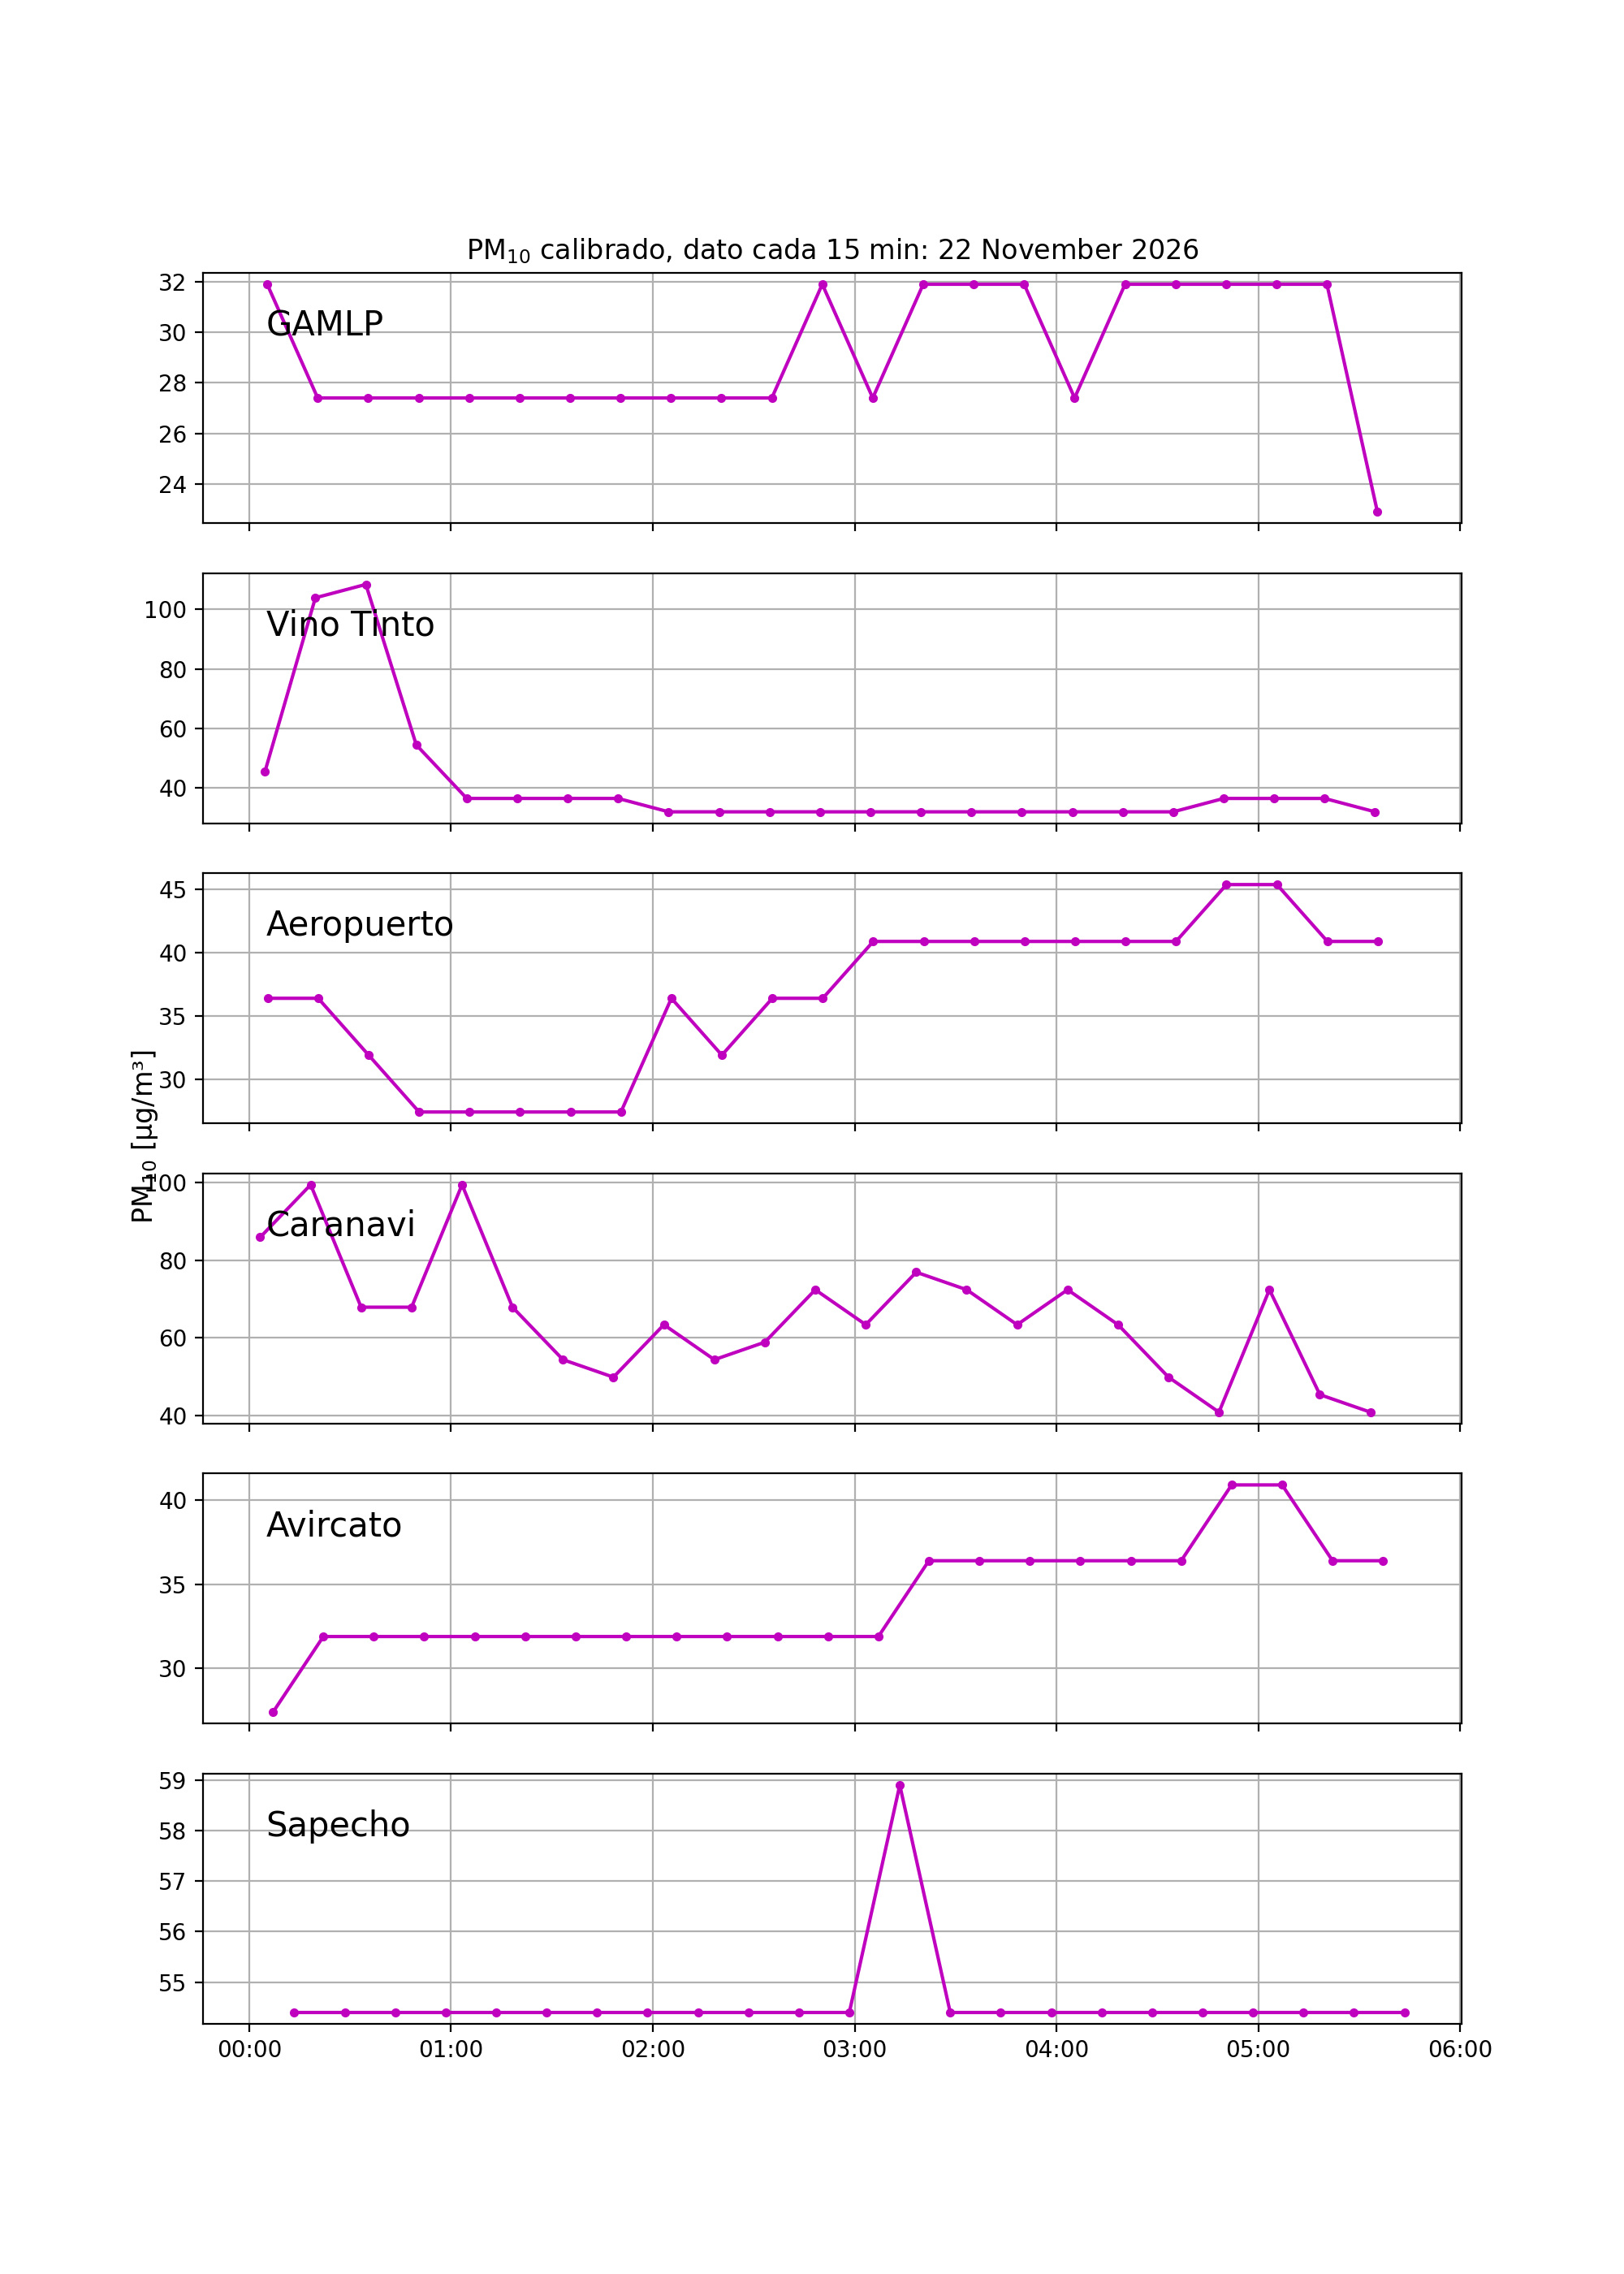 PM₁₀ calibrado, dato cada 15 min: 22 November 2026
32
30
28
26
24
GAMLP
100
80
60
40
Vino Tinto
45
40
35
30
Aeropuerto
PM₁₀ [µg/m³]
100
80
60
40
Caranavi
40
35
30
Avircato
59
58
57
56
55
Sapecho
00:00 01:00 02:00 03:00 04:00 05:00 06:00